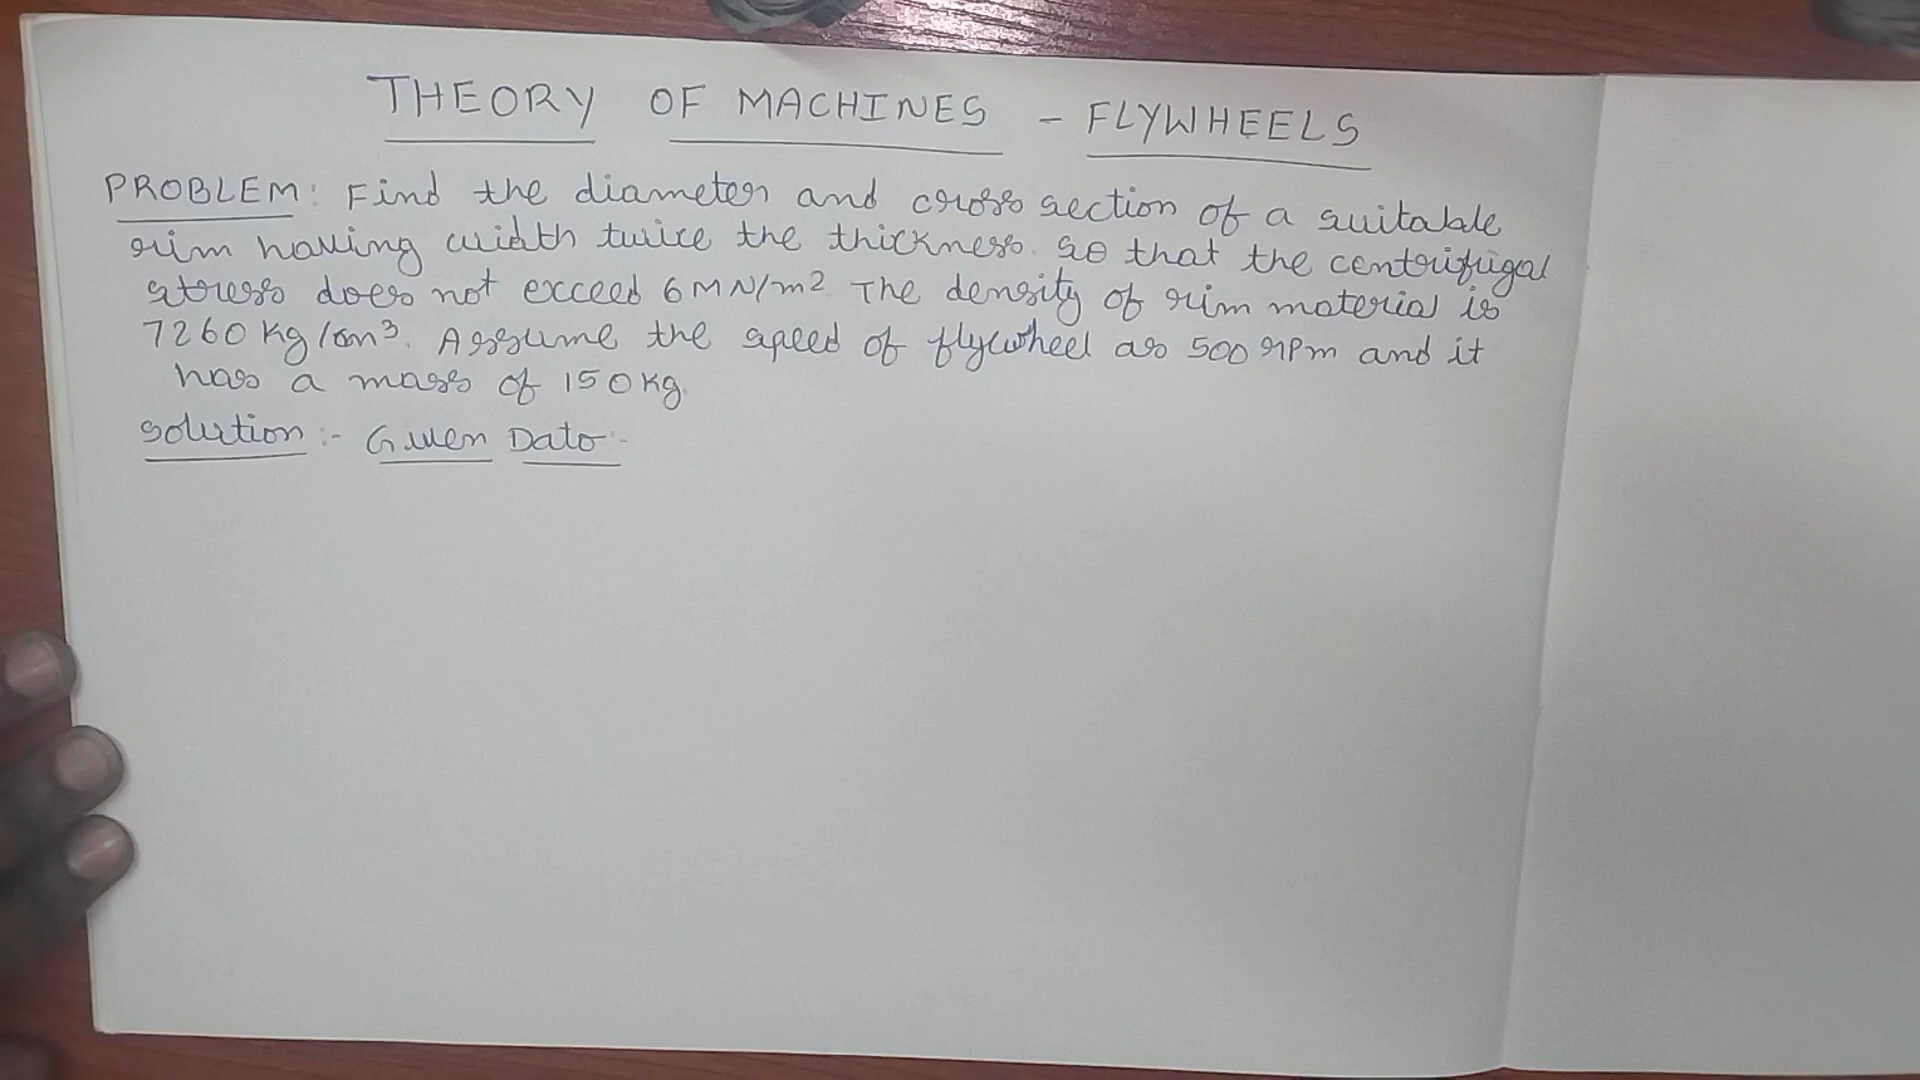 THEORY OF MACHINES - FLYWHEELS
PROBLEM: Find the diameter and cross section of a suitable
rim having width twice the thickness. so that the centrifugal
stress does not exceed 6MN/m2 The density of rim material is
7260 kg/m3. Assume the speed of flywheel as 500 rpm and it
has a mass of 150 kg.
Solution :- Given Data :-